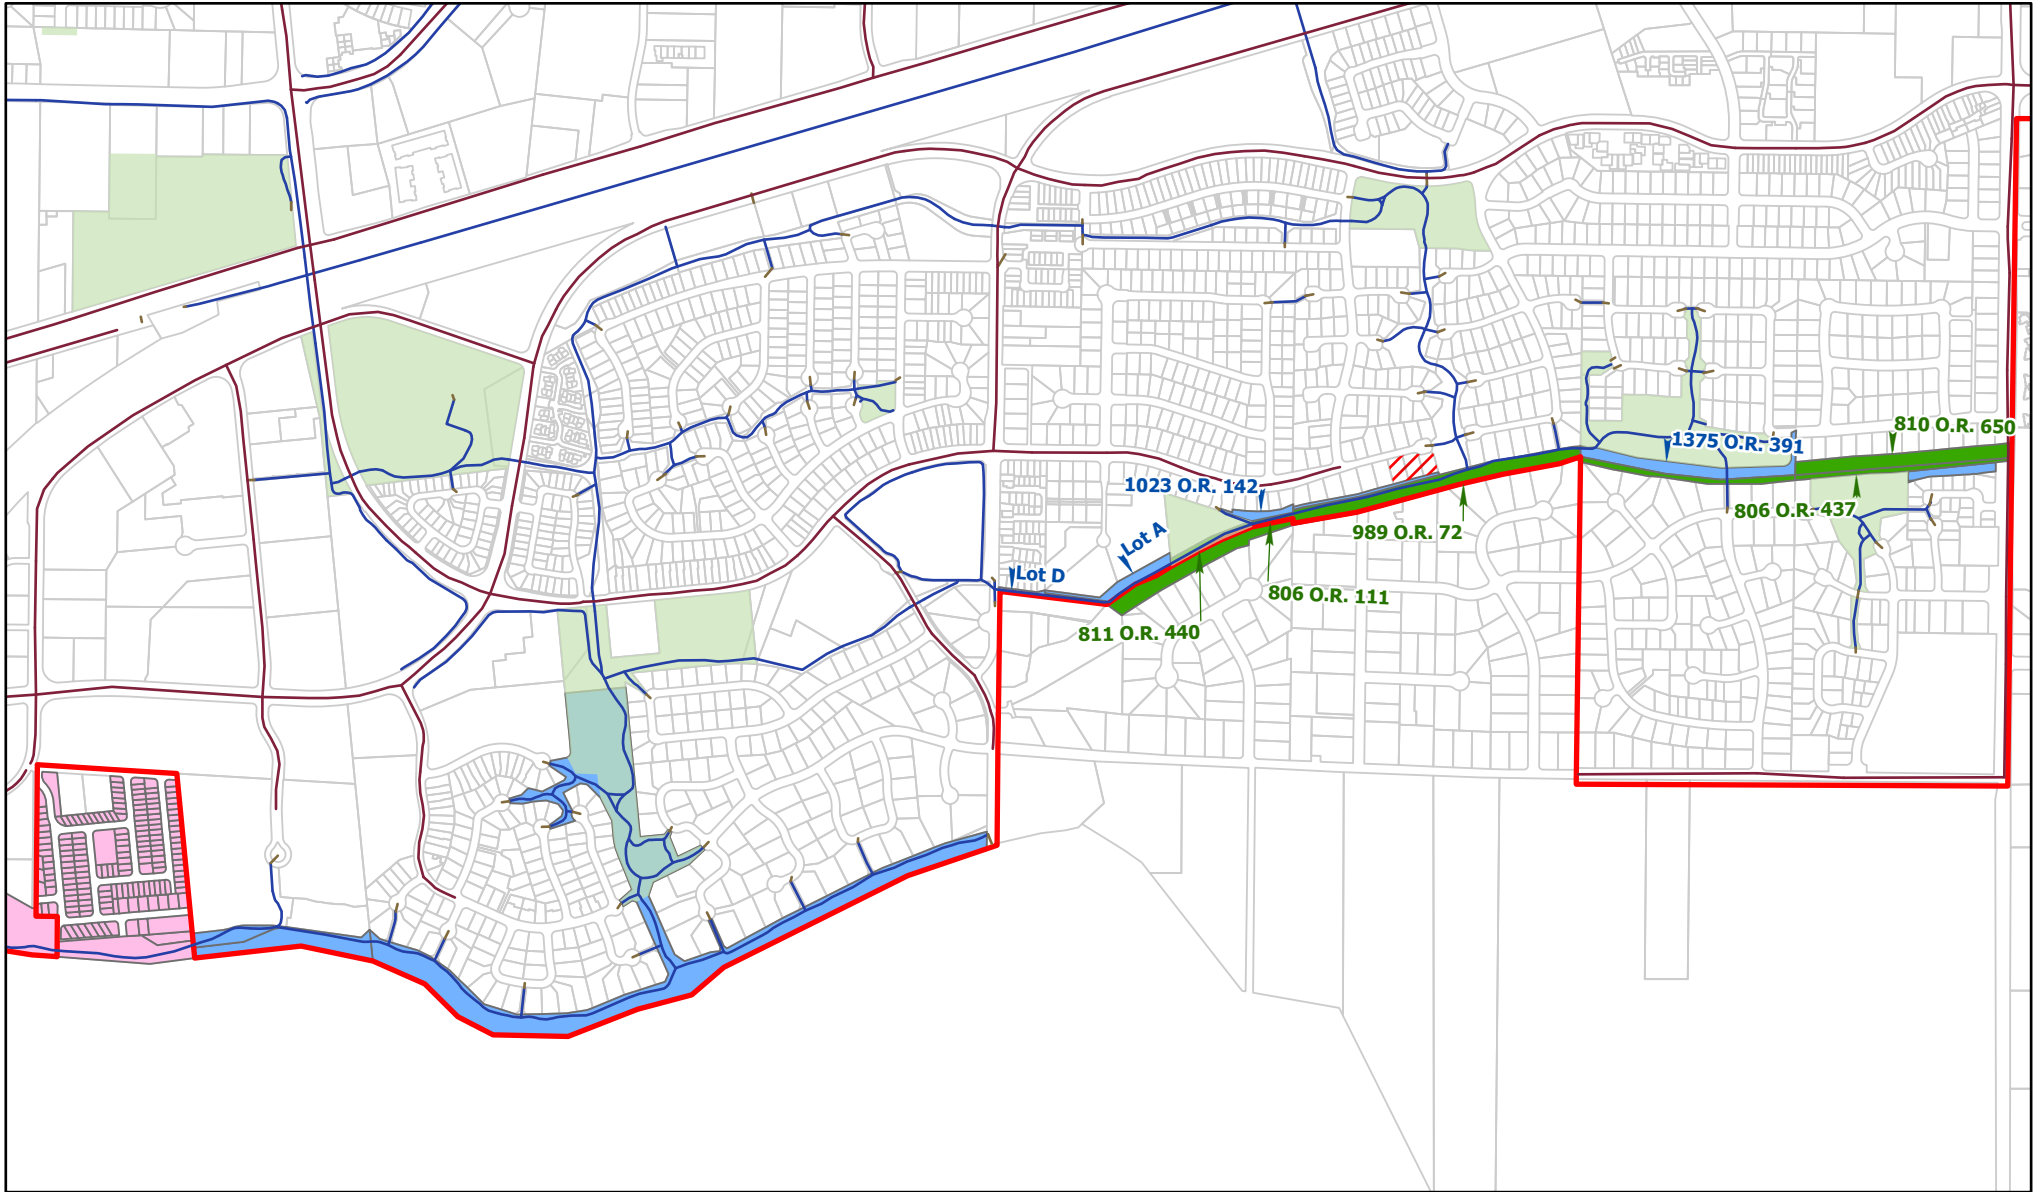 810 O.R. 650
1375 O.R. 391
1023 O.R. 142
806 O.R. 437
989 O.R. 72
Lot A
Lot D
806 O.R. 111
811 O.R. 440